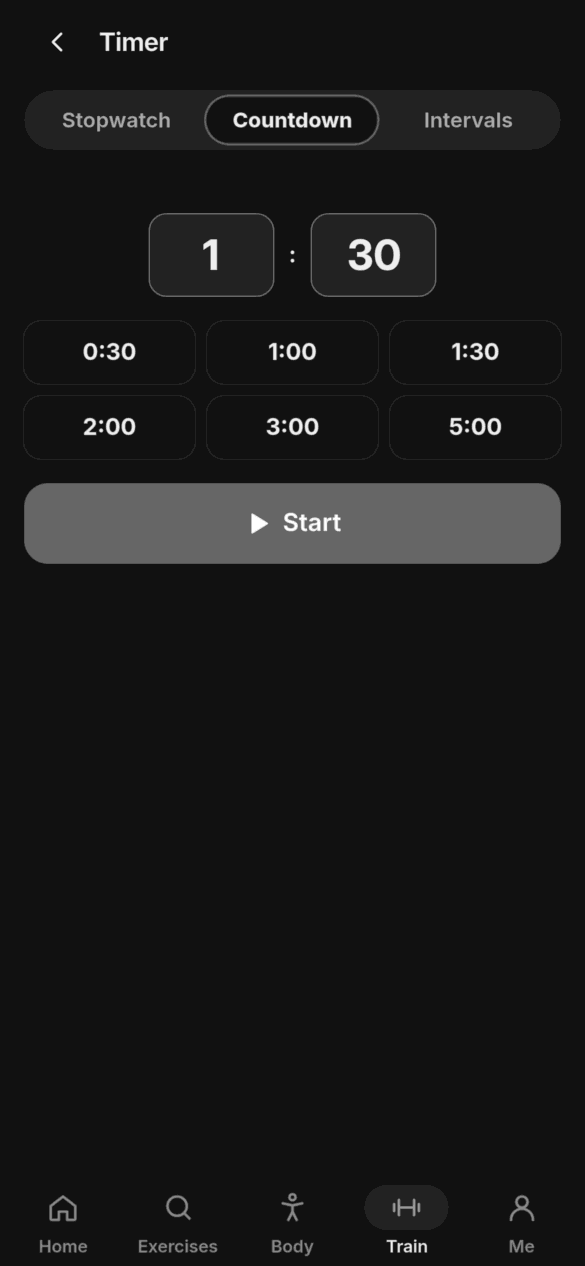 Timer
Stopwatch Countdown Intervals
1 : 30
0:30 1:00 1:30
2:00 3:00 5:00
Start
Home Exercises Body Train Me